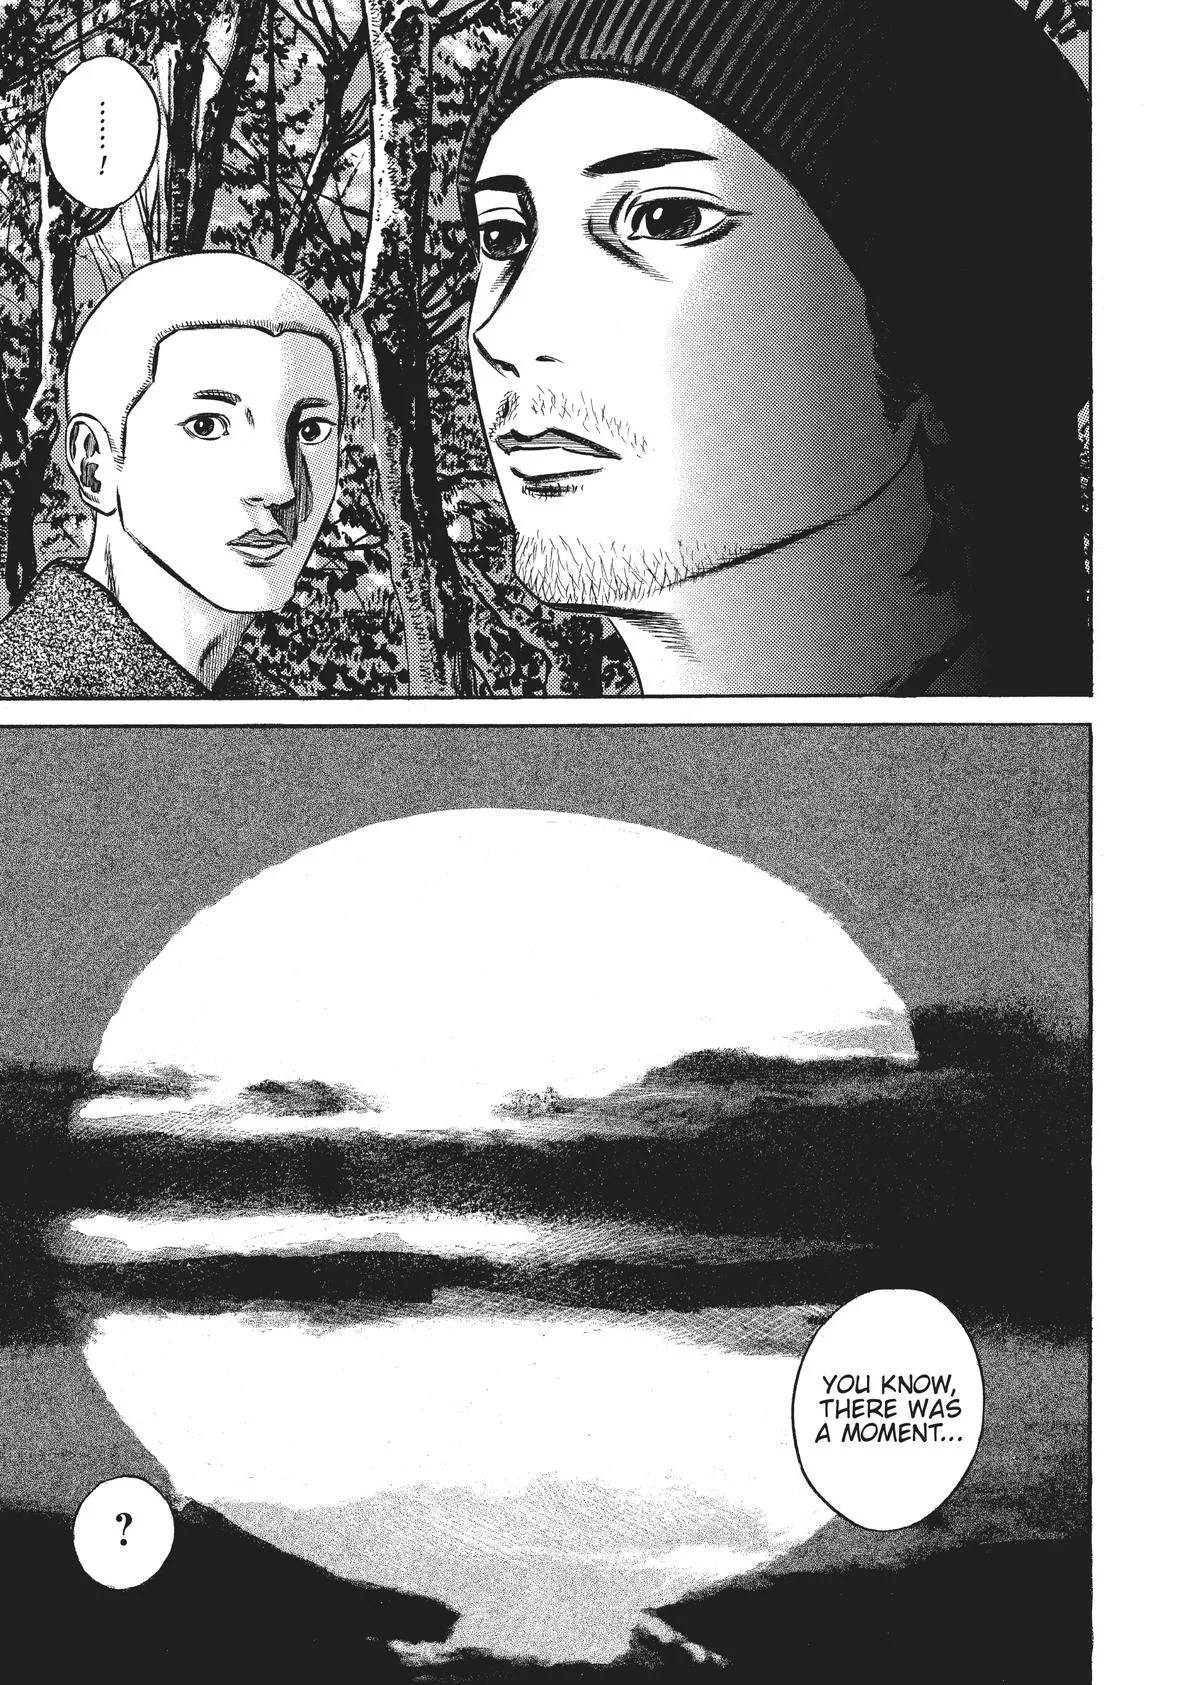 ......!
YOU KNOW,
THERE WAS
A MOMENT...
?